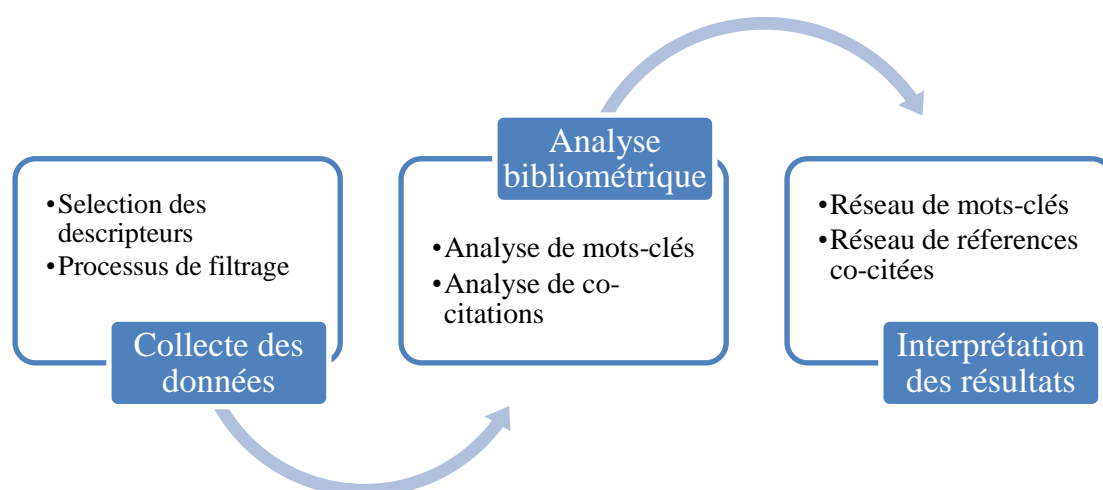 •Selection des
descripteurs
•Processus de filtrage
Collecte des
données
Analyse
bibliométrique
•Analyse de mots-clés
•Analyse de co-
citations
•Réseau de mots-clés
•Réseau de réferences
co-citées
Interprétation
des résultats